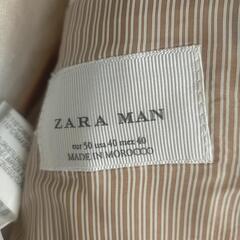 ZARA MAN
eur 50 usa 40 mex 40
MADE IN MOROCCO